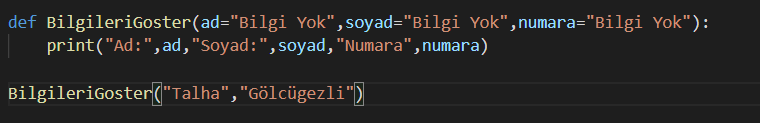 def BilgileriGoster(ad="Bilgi Yok",soyad="Bilgi Yok",numara="Bilgi Yok"):
    print("Ad:",ad,"Soyad:",soyad,"Numara",numara)
BilgileriGoster("Talha","Gölcügezli")